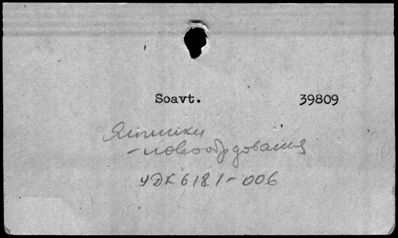 Soavt. 39809
Яичники
-новообразования
УДК 618.1-006